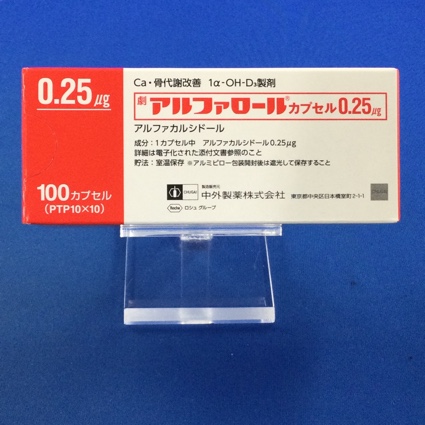 0.25μg
100カプセル
(PTP10×10)
Ca・骨代謝改善 1α-OH-D₃製剤
劇 アルファロール®カプセル0.25μg
アルファカルシドール
成分：1カプセル中 アルファカルシドール0.25μg
詳細は電子化された添付文書参照のこと
貯法：室温保存 ※アルミピロー包装開封後は遮光して保存すること
CHUGAI
製造販売元
中外製薬株式会社
東京都中央区日本橋室町2-1-1
Roche ロシュ グループ